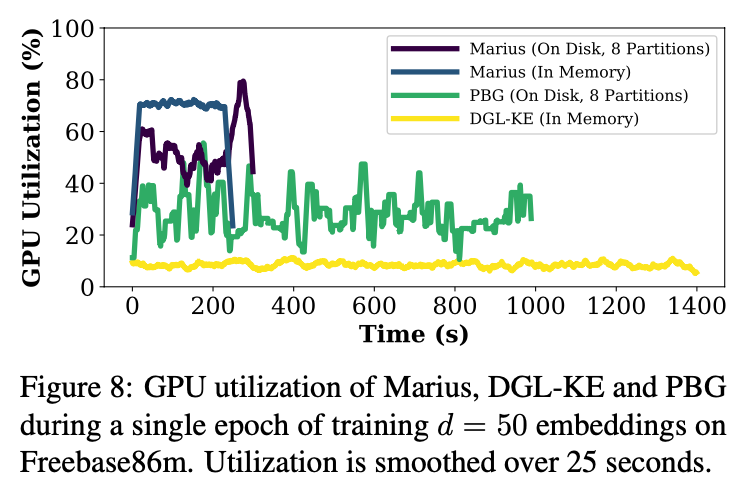 100
80
60
40
20
0
GPU Utilization (%)
Marius (On Disk, 8 Partitions)
Marius (In Memory)
PBG (On Disk, 8 Partitions)
DGL-KE (In Memory)
0 200 400 600 800 1000 1200 1400
Time (s)
Figure 8: GPU utilization of Marius, DGL-KE and PBG
during a single epoch of training d = 50 embeddings on
Freebase86m. Utilization is smoothed over 25 seconds.